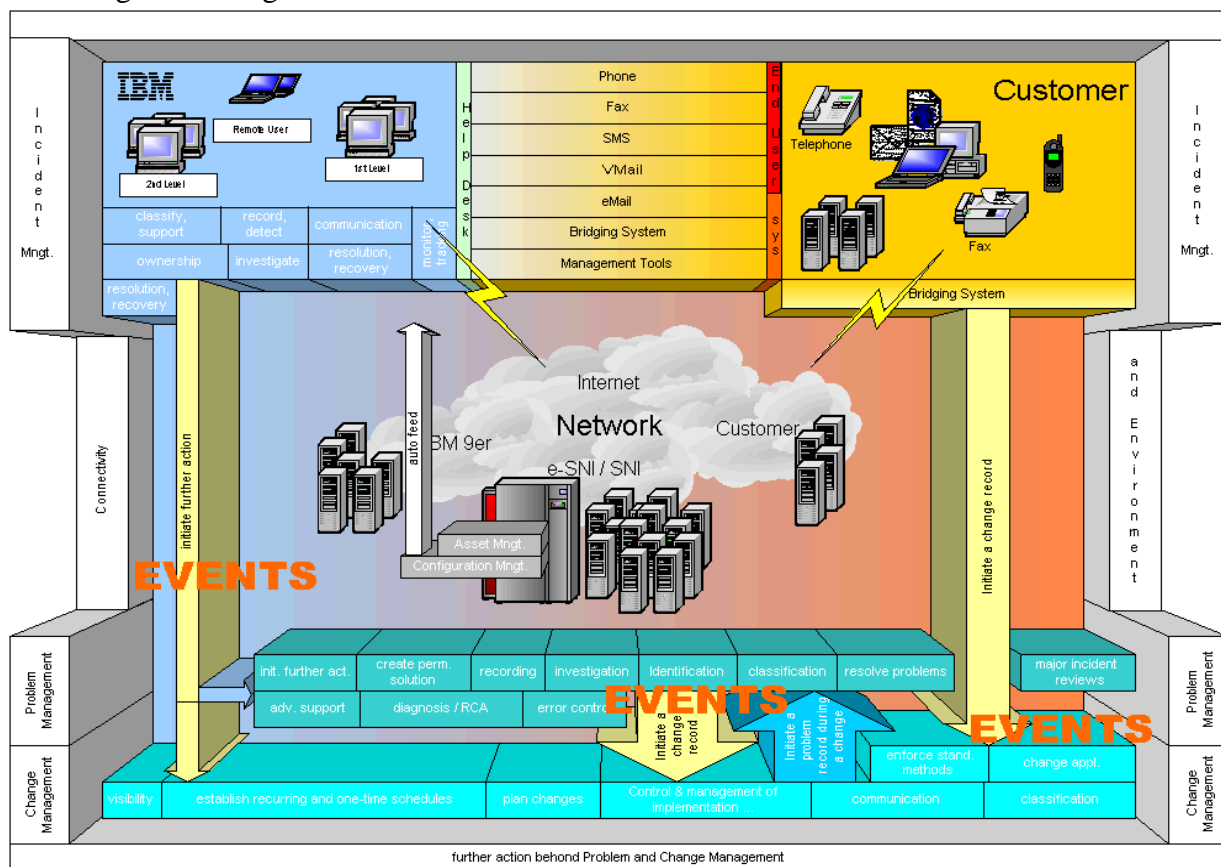 Incident
Mngt.
IBM
Remote User
2nd Level
1st Level
classify,
support
record,
detect
communication
monitor
tracking
ownership
investigate
resolution,
recovery
resolution,
recovery
Help Desk
Phone
Fax
SMS
VMail
eMail
Bridging System
Management Tools
End User
sys
Customer
Telephone
Fax
Bridging System
Incident
Mngt.
Connectivity
and Environment
initiate further action
auto feed
Internet
Network
BM 9er
Customer
e-SNI / SNI
Asset Mngt.
Configuration Mngt.
Initiate a change record
EVENTS
Problem
Management
init. further act.
create perm.
solution
recording
investigation
Identification
classification
resolve problems
major incident
reviews
adv. support
diagnosis / RCA
error control
EVENTS
EVENTS
Initiate a
change
record
Initiate a
problem
record during
a change
Problem
Management
Change
Management
enforce stand.
methods
change appl.
visibility
establish recurring and one-time schedules
plan changes
Control & management of
implementation ...
communication
classification
Change
Management
further action behond Problem and Change Management